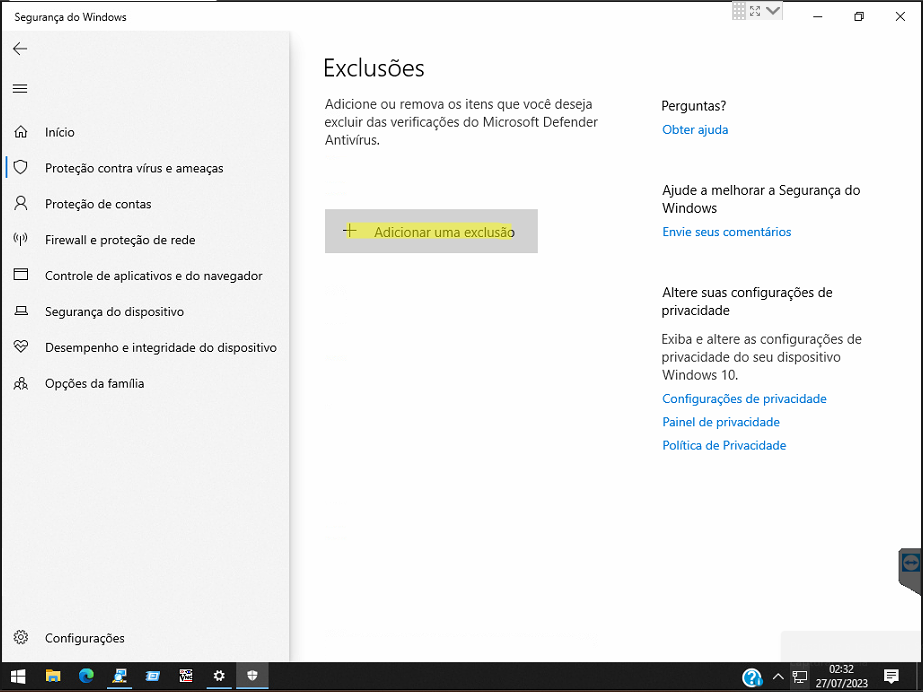 Segurança do Windows
Início
Proteção contra vírus e ameaças
Proteção de contas
Firewall e proteção de rede
Controle de aplicativos e do navegador
Segurança do dispositivo
Desempenho e integridade do dispositivo
Opções da família
Configurações
Exclusões
Adicione ou remova os itens que você deseja
excluir das verificações do Microsoft Defender
Antivírus.
Adicionar uma exclusão
Perguntas?
Obter ajuda
Ajude a melhorar a Segurança do
Windows
Envie seus comentários
Altere suas configurações de
privacidade
Exiba e altere as configurações de
privacidade do seu dispositivo
Windows 10.
Configurações de privacidade
Painel de privacidade
Política de Privacidade
02:32
27/07/2023